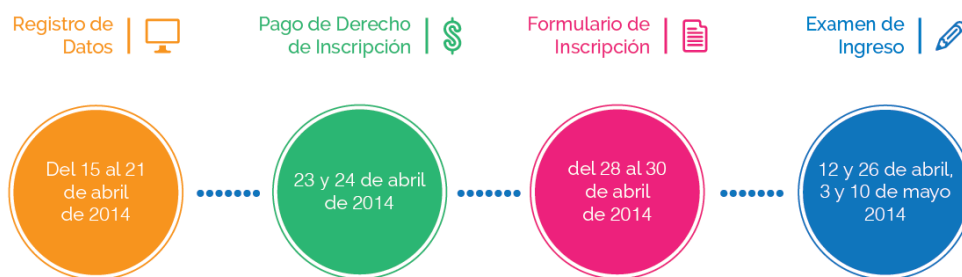 Registro de
Datos
Pago de Derecho
de Inscripción
Formulario de
Inscripción
Examen de
Ingreso
Del 15 al 21
de abril
de 2014
23 y 24 de abril
de 2014
del 28 al 30
de abril
de 2014
12 y 26 de abril,
3 y 10 de mayo
2014